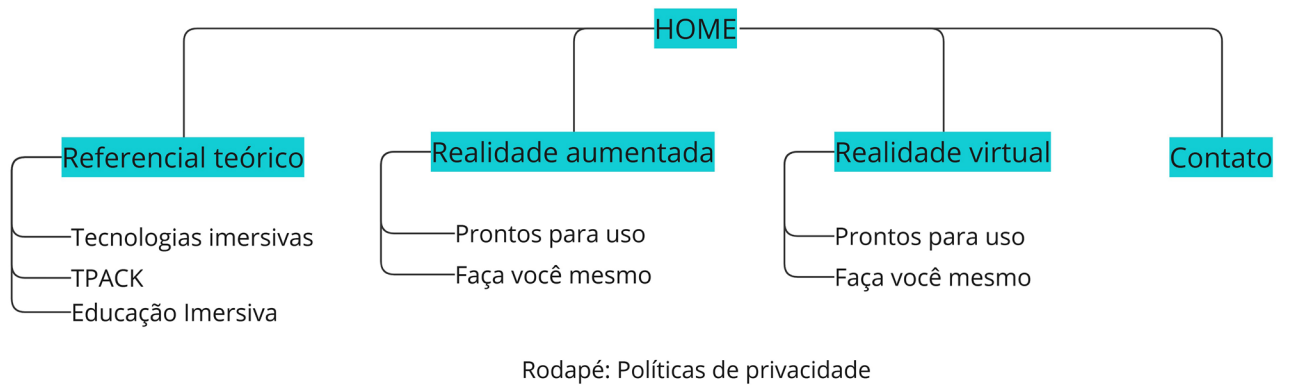 HOME
Referencial teórico
Tecnologias imersivas
TPACK
Educação Imersiva
Realidade aumentada
Prontos para uso
Faça você mesmo
Realidade virtual
Prontos para uso
Faça você mesmo
Contato
Rodapé: Políticas de privacidade